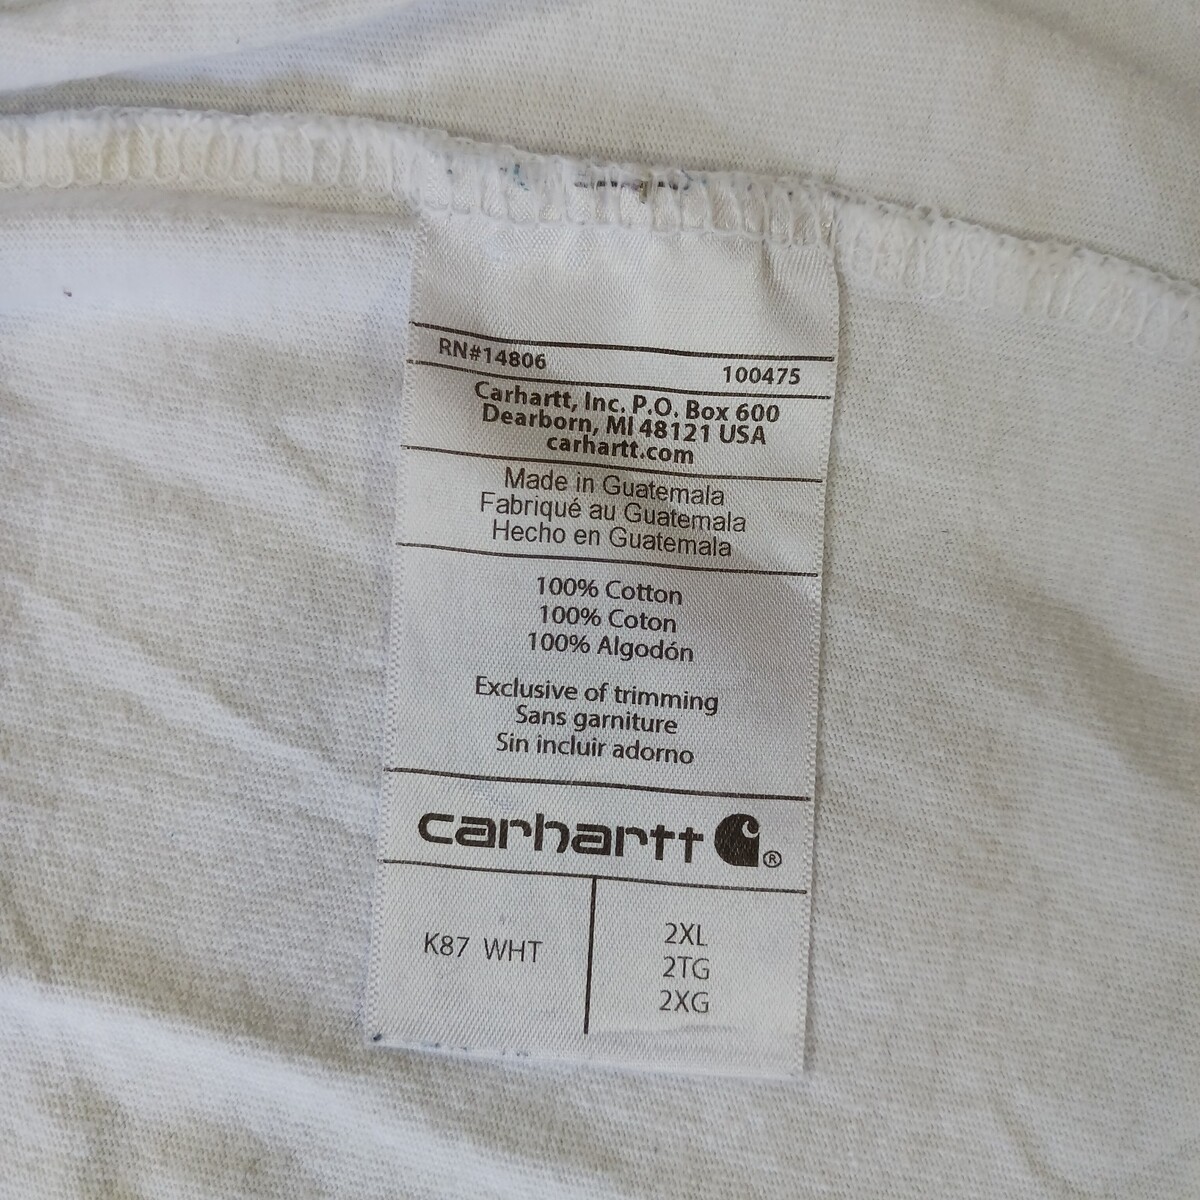 RN#14806 100475
Carhartt, Inc. P.O. Box 600
Dearborn, MI 48121 USA
carhartt.com
Made in Guatemala
Fabriqué au Guatemala
Hecho en Guatemala
100% Cotton
100% Coton
100% Algodón
Exclusive of trimming
Sans garniture
Sin incluir adorno
carhartt ®
K87 WHT
2XL
2TG
2XG